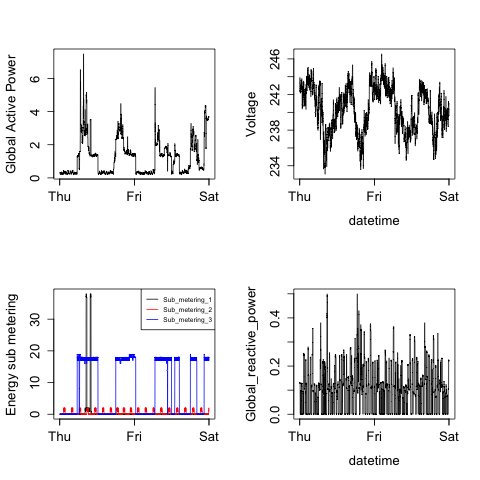 Global Active Power
0 2 4 6
Thu Fri Sat
Voltage
234 238 242 246
Thu Fri Sat
datetime
Energy sub metering
0 10 20 30
Sub_metering_1
Sub_metering_2
Sub_metering_3
Thu Fri Sat
Global_reactive_power
0.0 0.2 0.4
Thu Fri Sat
datetime